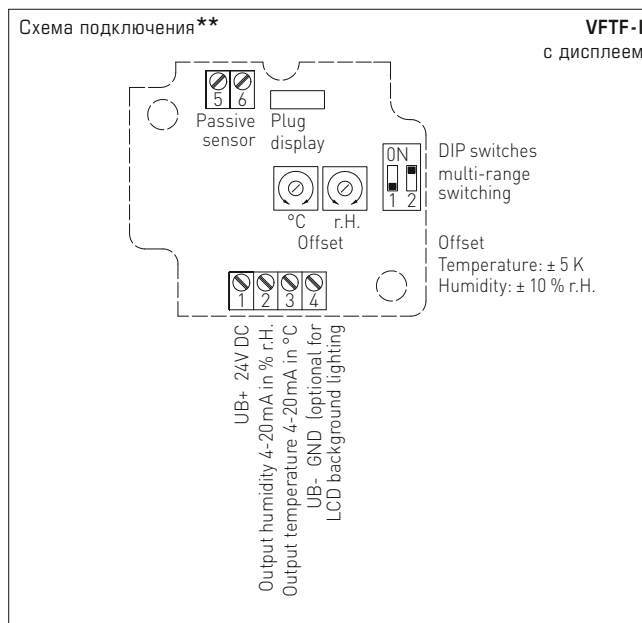 Схема подключения**
VFTF-
с дисплеем
5 6
Passive
sensor
Plug
display
ON
1 2
DIP switches
multi-range
switching
°C r.H.
Offset
Offset
Temperature: ± 5 K
Humidity: ± 10 % r.H.
1 2 3 4
UB+ 24V DC
Output humidity 4-20mA in % r.H.
Output temperature 4-20mA in °C
UB- GND (optional for
LCD background lighting